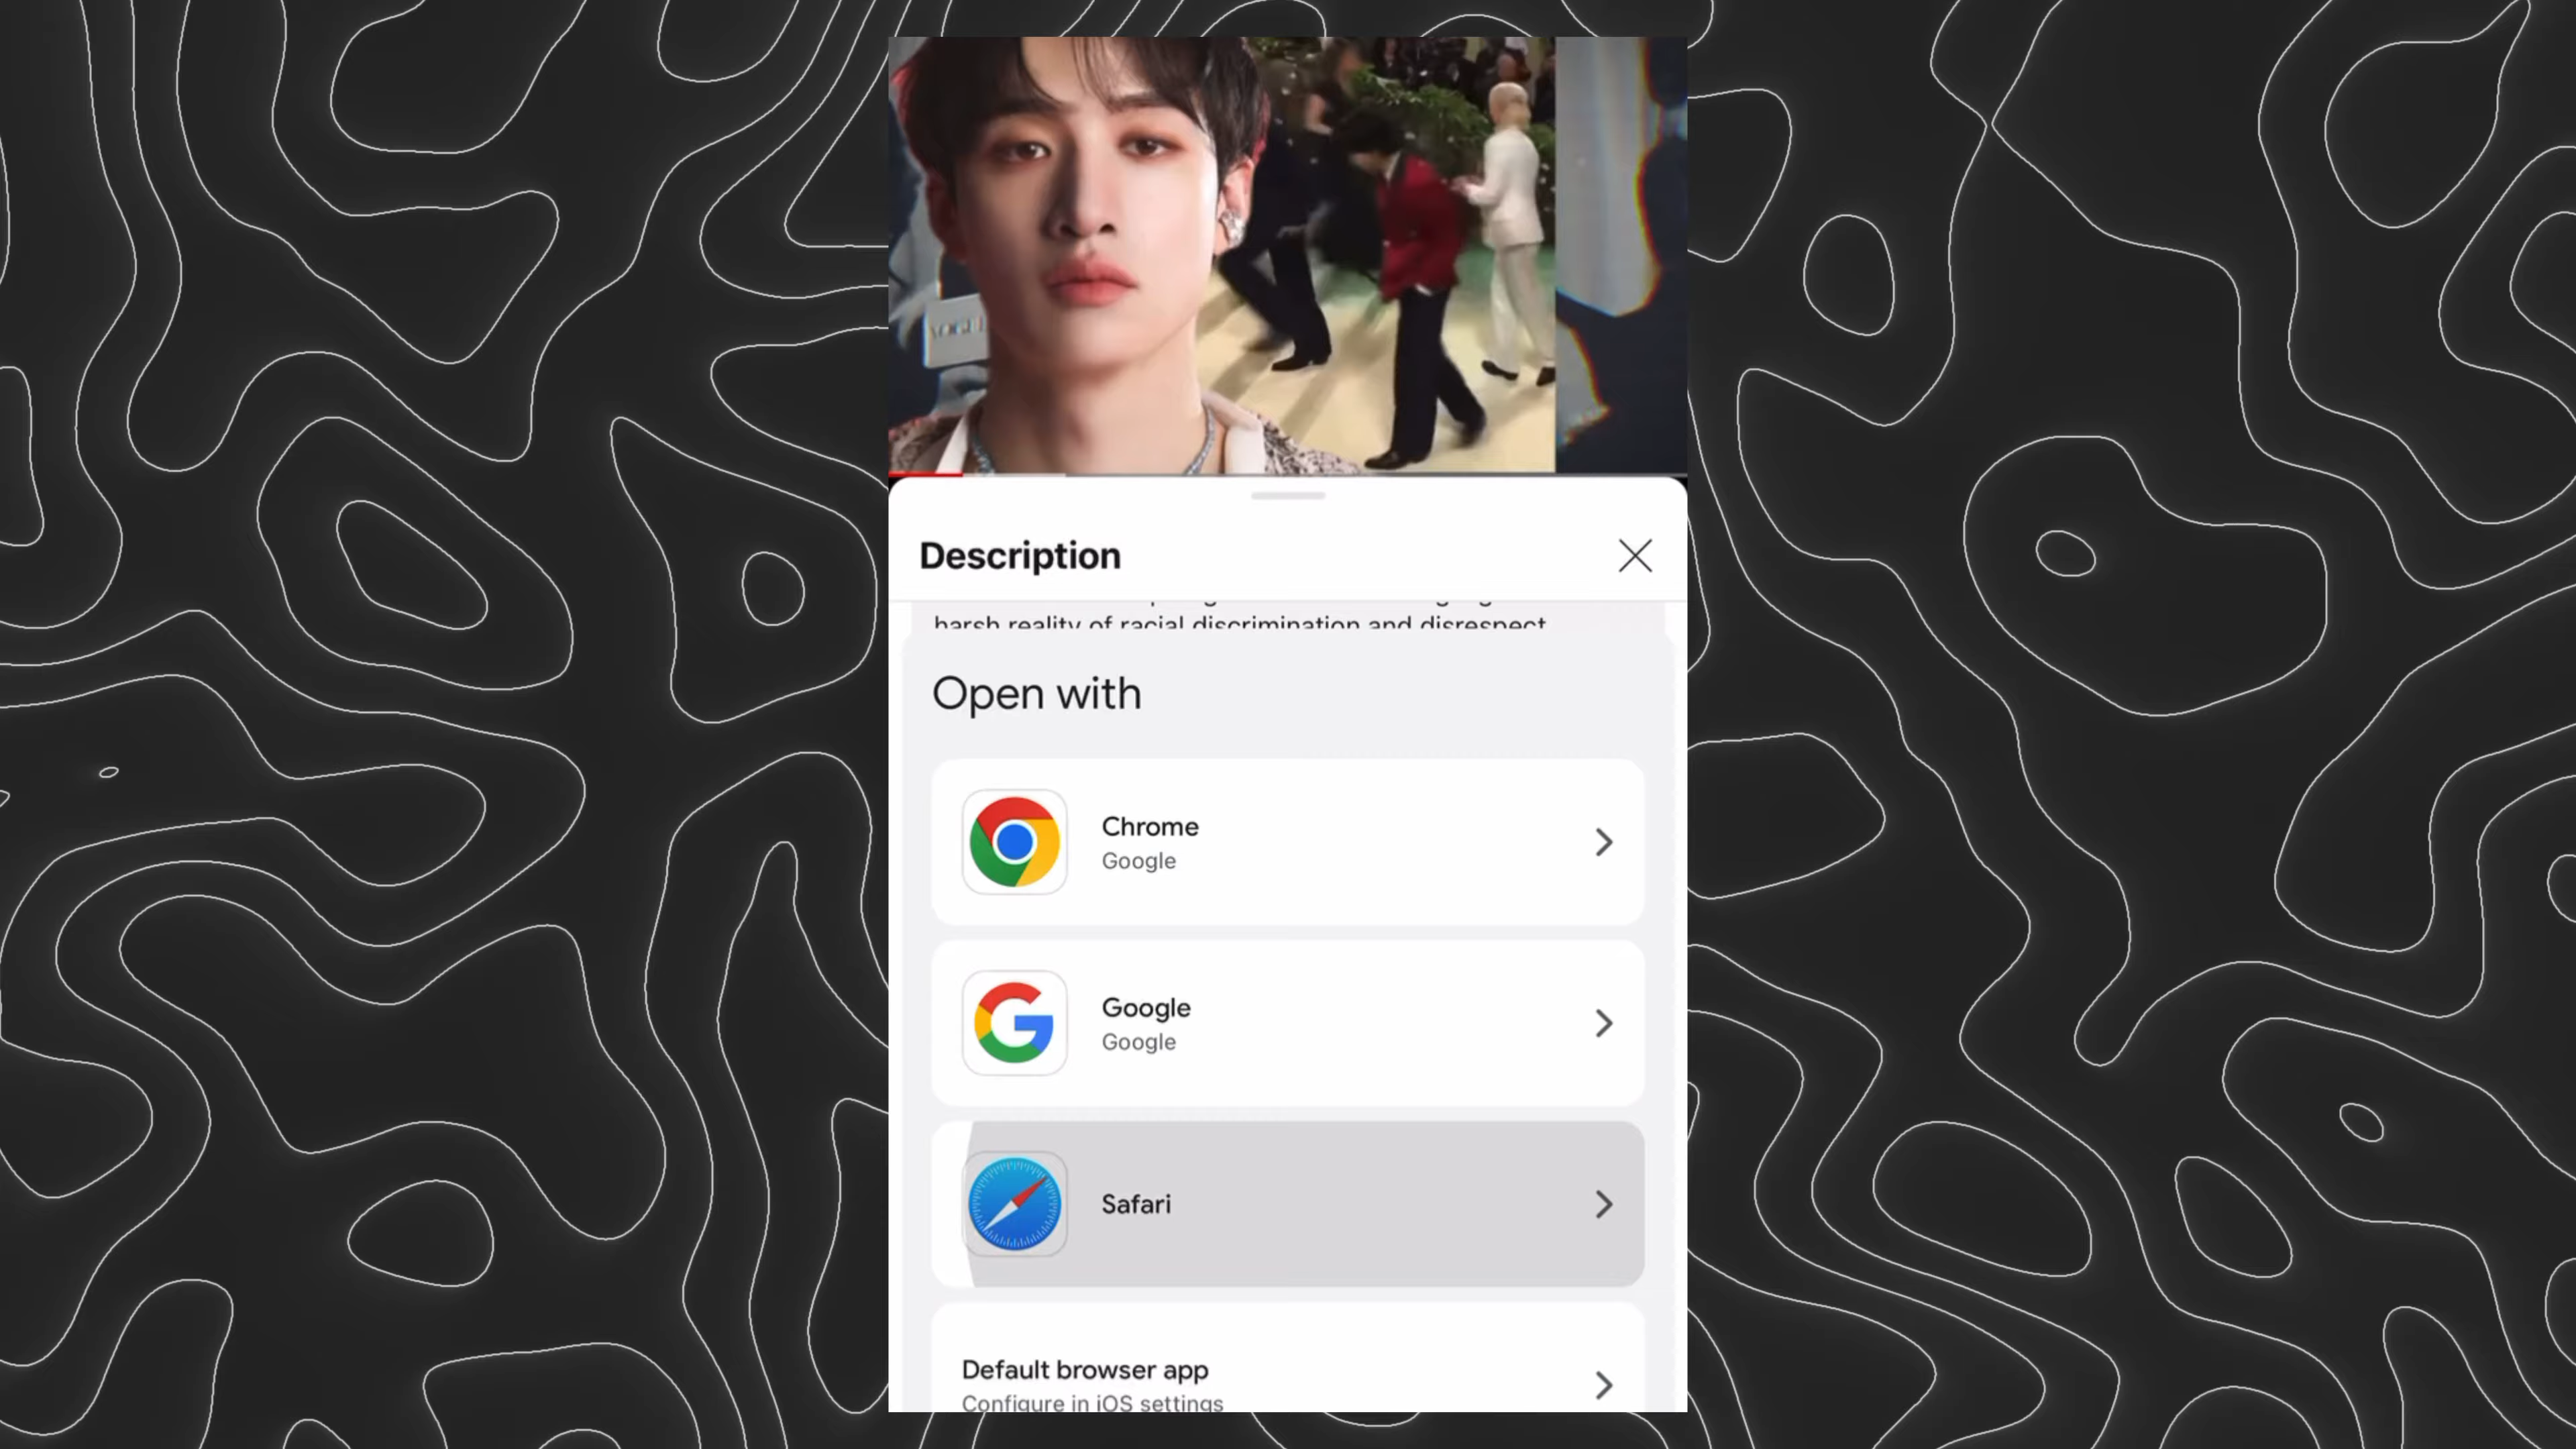 VOGUE
Description
harsh reality of racial discrimination and disrespect
Open with
Chrome
Google
Google
Google
Safari
Default browser app
Configure in iOS settings